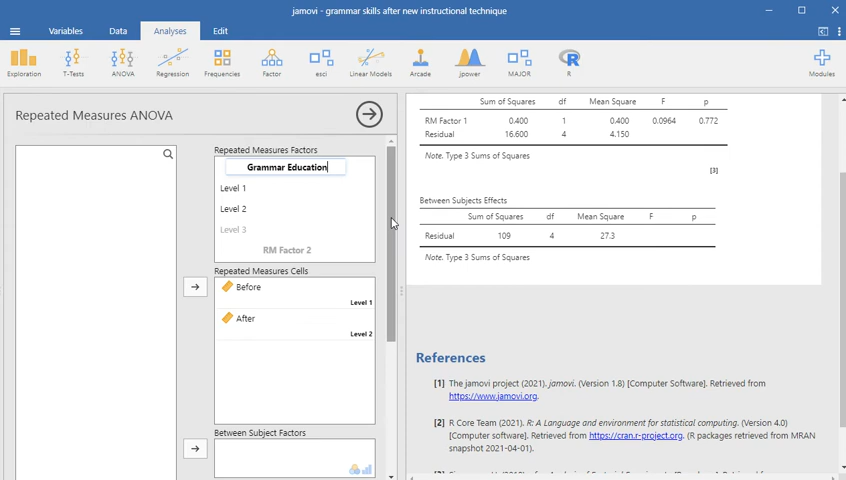 jamovi - grammar skills after new instructional technique
Variables Data Analyses Edit
Exploration T-Tests ANOVA Regression Frequencies Factor esci Linear Models Arcade jpower MAJOR R Modules
Repeated Measures ANOVA
Repeated Measures Factors
Grammar Education
Level 1
Level 2
Level 3
RM Factor 2
Repeated Measures Cells
Before
Level 1
After
Level 2
Between Subject Factors
Sum of Squares df Mean Square F p
RM Factor 1 0.400 1 0.400 0.0964 0.772
Residual 16.600 4 4.150
Note. Type 3 Sums of Squares
[3]
Between Subjects Effects
Sum of Squares df Mean Square F p
Residual 109 4 27.3
Note. Type 3 Sums of Squares
References
[1] The jamovi project (2021). jamovi. (Version 1.8) [Computer Software]. Retrieved from
https://www.jamovi.org.
[2] R Core Team (2021). R: A Language and environment for statistical computing. (Version 4.0)
[Computer software]. Retrieved from https://cran.r-project.org. (R packages retrieved from MRAN
snapshot 2021-04-01).